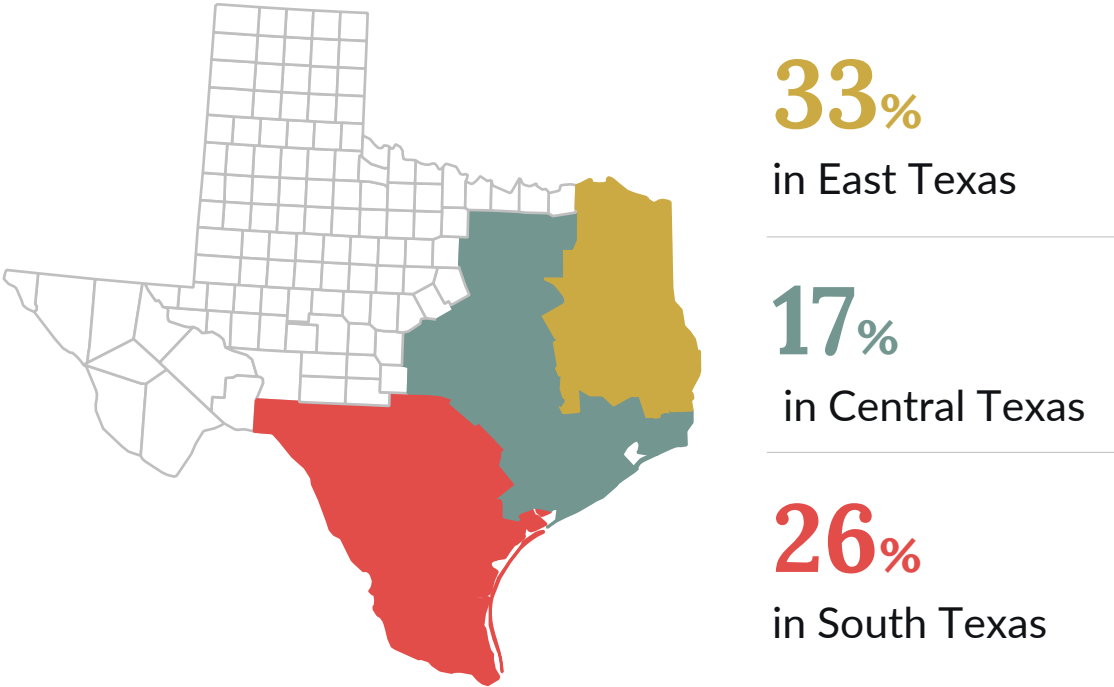 33%
in East Texas
17%
in Central Texas
26%
in South Texas